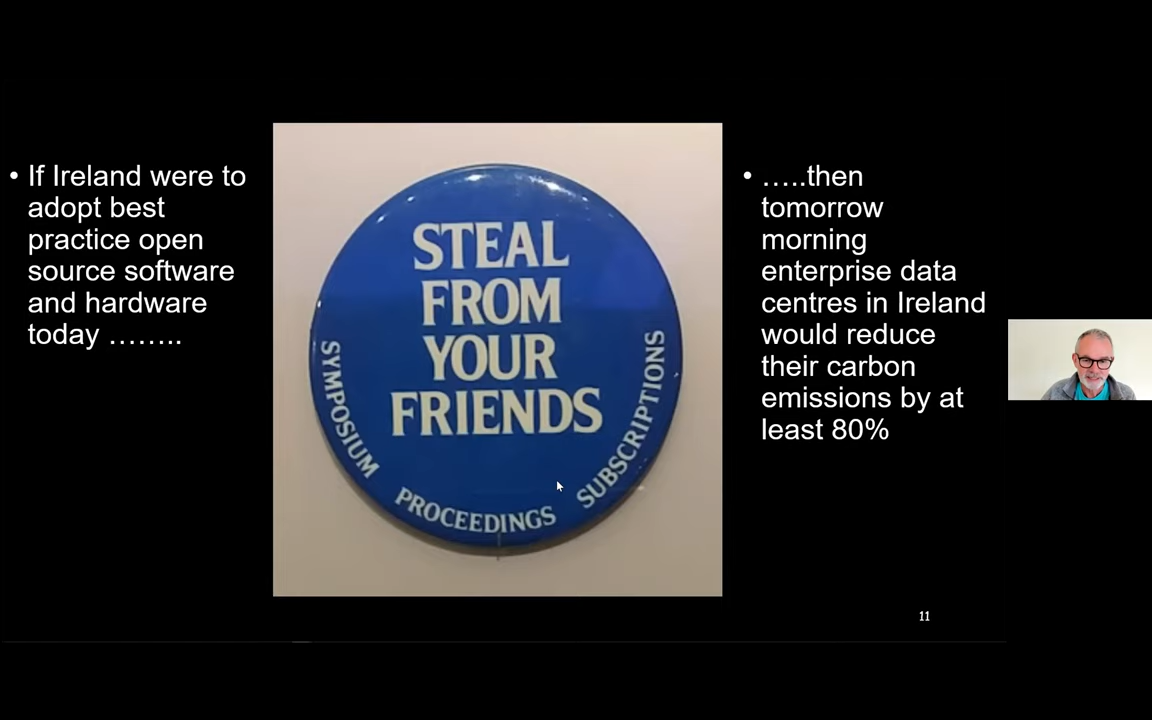 • If Ireland were to
adopt best
practice open
source software
and hardware
today ……..
STEAL
FROM
YOUR
FRIENDS
SYMPOSIUM
PROCEEDINGS
SUBSCRIPTIONS
• …..then
tomorrow
morning
enterprise data
centres in Ireland
would reduce
their carbon
emissions by at
least 80%
11